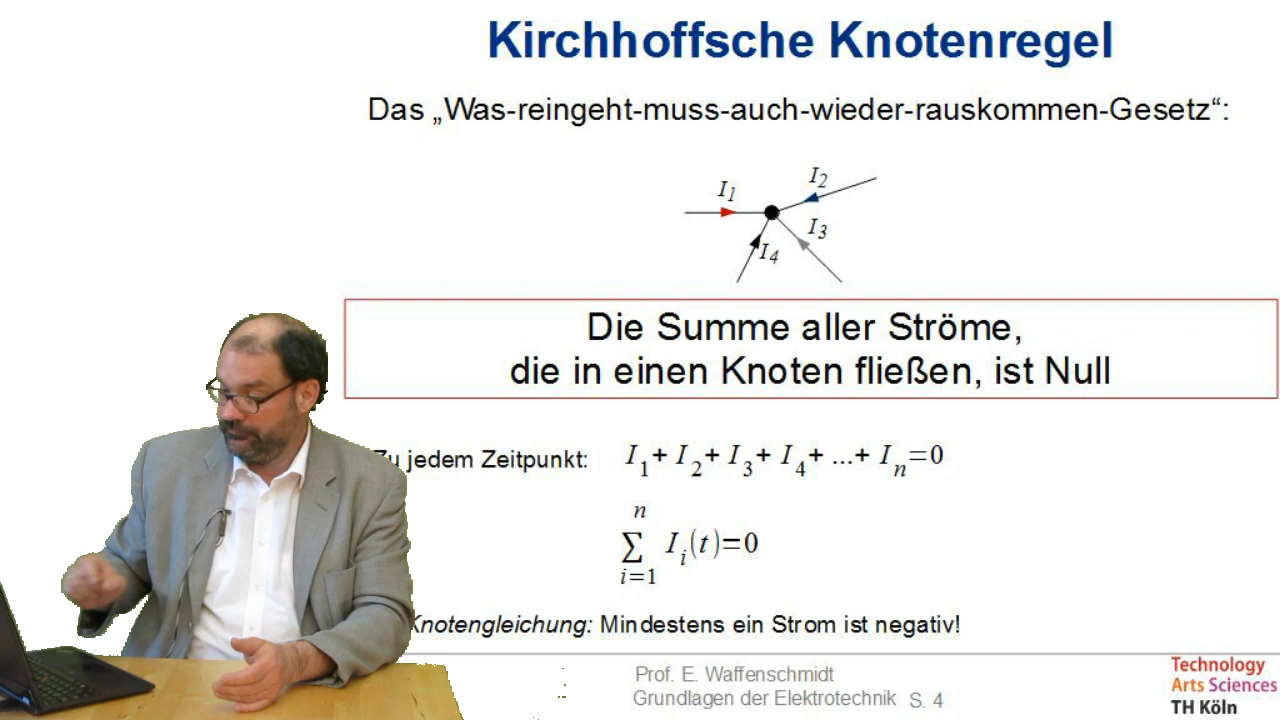 Kirchhoffsche Knotenregel
Das „Was-reingeht-muss-auch-wieder-rauskommen-Gesetz“:
I1
I2
I3
I4
Die Summe aller Ströme,
die in einen Knoten fließen, ist Null
Zu jedem Zeitpunkt: I1+ I2+ I3+ I4+ ...+ In=0
n
∑ Ii(t)=0
i=1
Knotengleichung: Mindestens ein Strom ist negativ!
Prof. E. Waffenschmidt
Grundlagen der Elektrotechnik S. 4
Technology
Arts Sciences
TH Köln